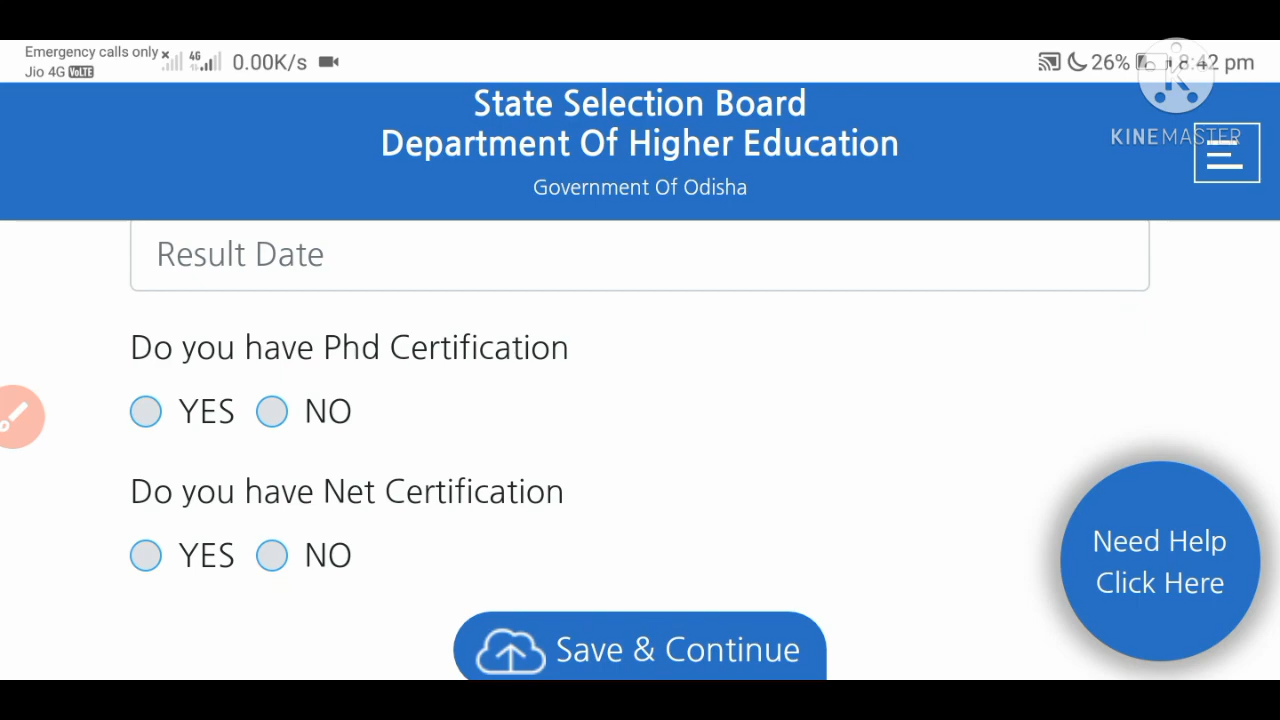 Emergency calls only
Jio 4G VoLTE
4G
0.00K/s
26%
8:42 pm
KINEMASTER
State Selection Board
Department Of Higher Education
Government Of Odisha
Result Date
Do you have Phd Certification
YES NO
Do you have Net Certification
YES NO
Need Help
Click Here
Save & Continue